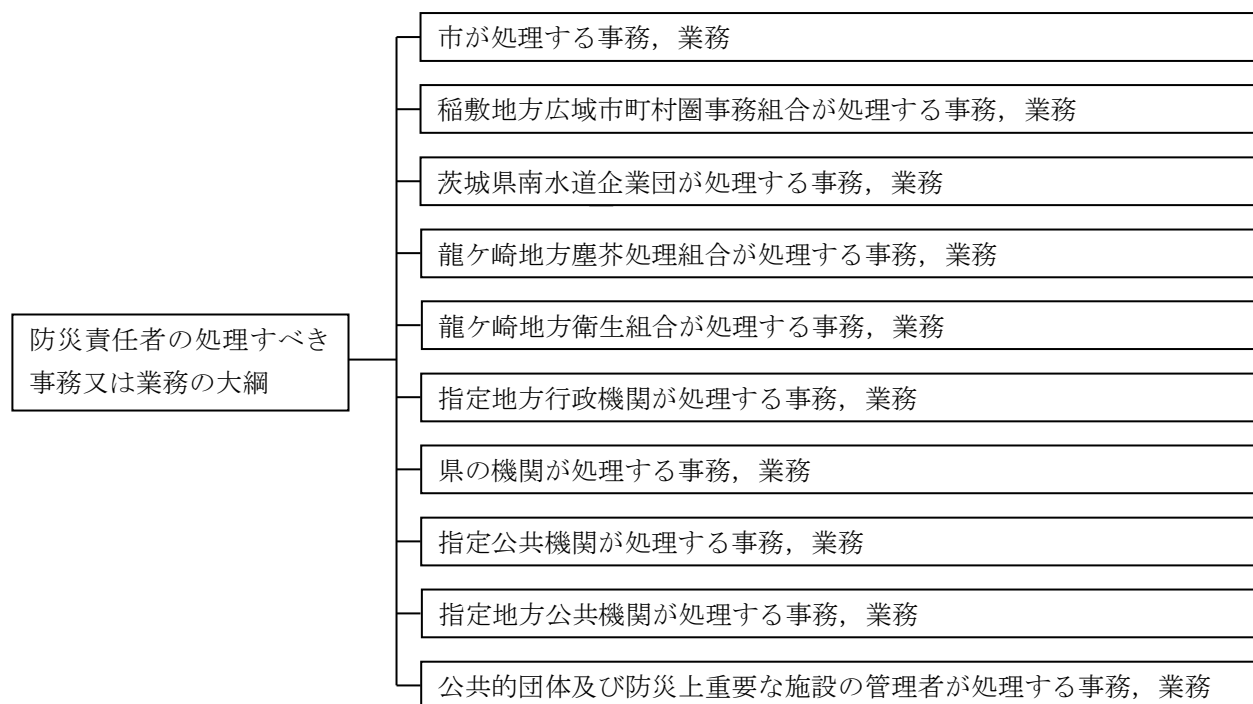 市が処理する事務，業務
稲敷地方広域市町村圏事務組合が処理する事務，業務
茨城県南水道企業団が処理する事務，業務
龍ケ崎地方塵芥処理組合が処理する事務，業務
龍ケ崎地方衛生組合が処理する事務，業務
防災責任者の処理すべき
事務又は業務の大綱
指定地方行政機関が処理する事務，業務
県の機関が処理する事務，業務
指定公共機関が処理する事務，業務
指定地方公共機関が処理する事務，業務
公共的団体及び防災上重要な施設の管理者が処理する事務，業務